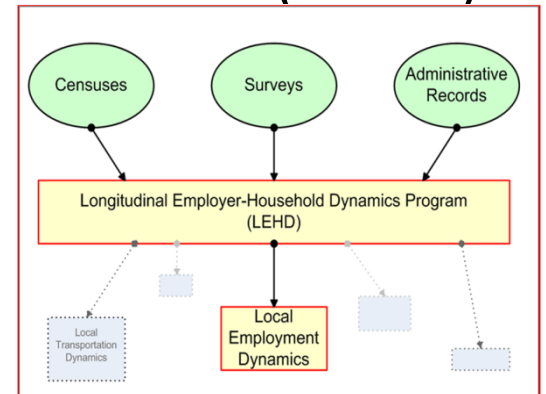 Censuses
Surveys
Administrative
Records
Longitudinal Employer-Household Dynamics Program
(LEHD)
Local
Transportation
Dynamics
Local
Employment
Dynamics